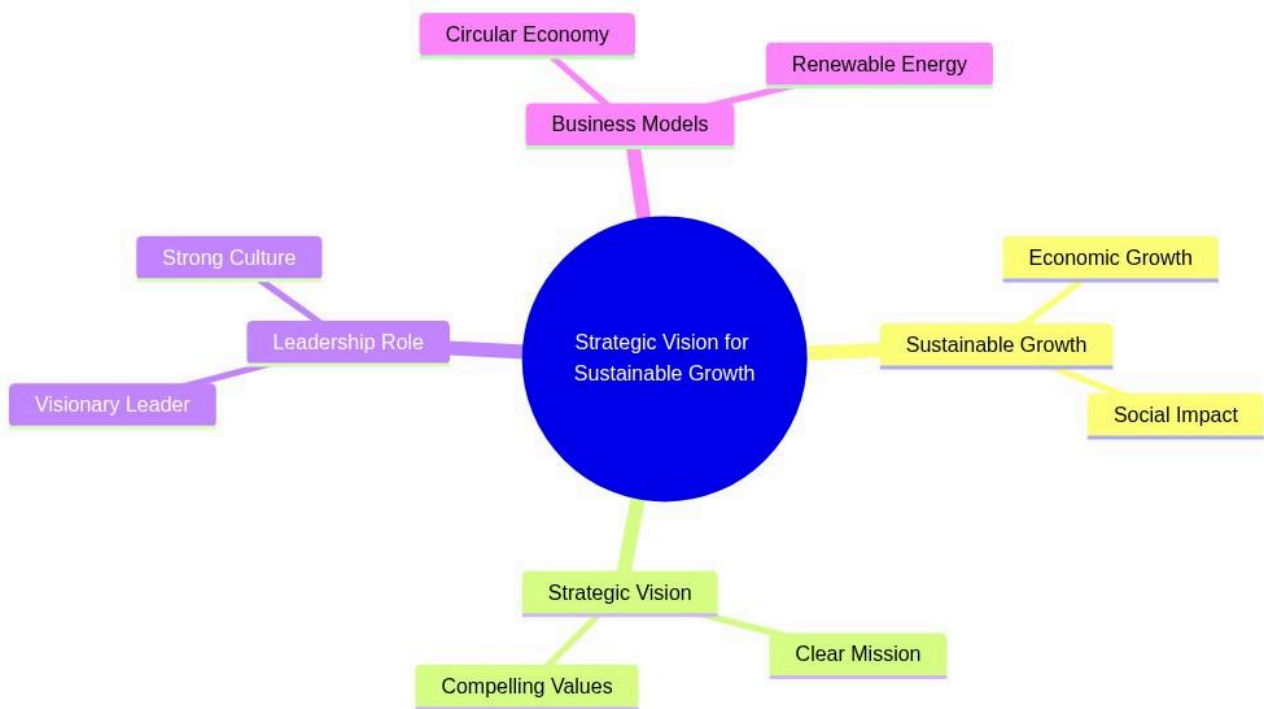 Circular Economy
Renewable Energy
Business Models
Strong Culture
Economic Growth
Leadership Role
Strategic Vision for
Sustainable Growth
Sustainable Growth
Visionary Leader
Social Impact
Strategic Vision
Clear Mission
Compelling Values